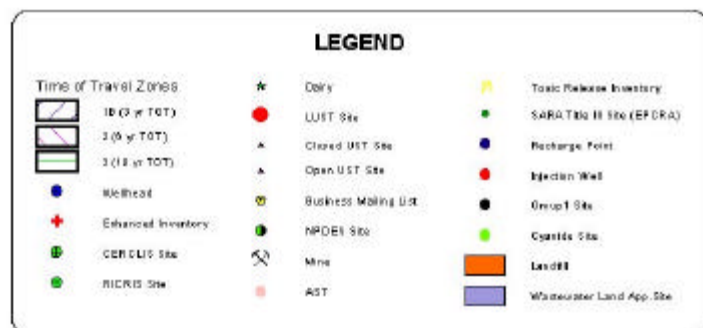 LEGEND
Time of Travel Zones
1B (3 yr TOT)
2 (6 yr TOT)
3 (10 yr TOT)
Wellhead
Enhanced Inventory
CERCLIS Site
RICRIS Site
Dairy
LUST Site
Closed UST Site
Open UST Site
Business Mailing List
NPDES Site
Mine
AST
Toxic Release Inventory
SARA Title III Site (EPCRA)
Recharge Point
Injection Well
Group1 Site
Cyanide Site
Landfill
Wastewater Land App. Site